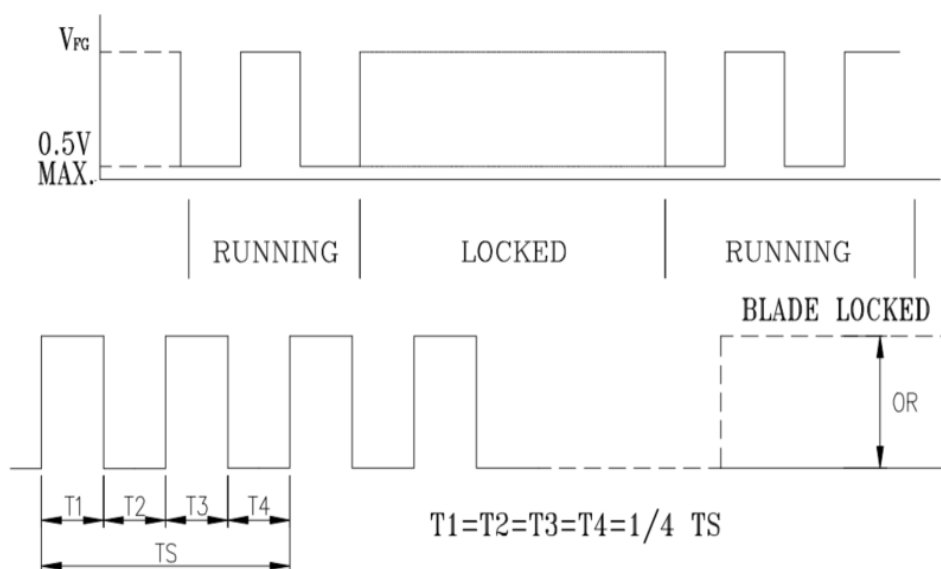 VFG
0.5V
MAX.
RUNNING LOCKED RUNNING
BLADE LOCKED
OR
T1 T2 T3 T4
T1=T2=T3=T4=1/4 TS
TS